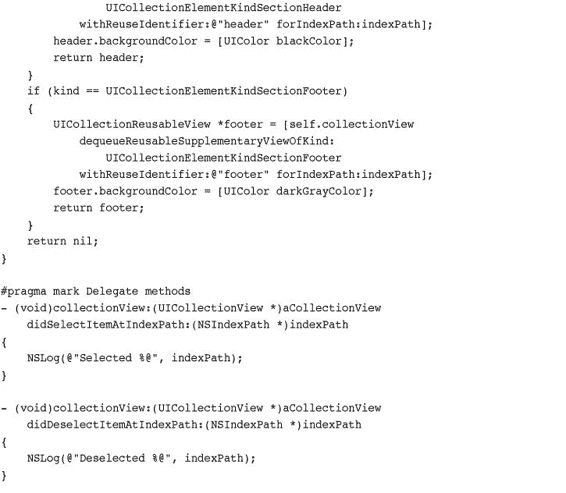 UICollectionElementKindSectionHeader
withReuseIdentifier:@"header" forIndexPath:indexPath];
header.backgroundColor = [UIColor blackColor];
return header;
}
if (kind == UICollectionElementKindSectionFooter)
{
UICollectionReusableView *footer = [self.collectionView
dequeueReusableSupplementaryViewOfKind:
UICollectionElementKindSectionFooter
withReuseIdentifier:@"footer" forIndexPath:indexPath];
footer.backgroundColor = [UIColor darkGrayColor];
return footer;
}
return nil;
}
#pragma mark Delegate methods
- (void)collectionView:(UICollectionView *)aCollectionView
didSelectItemAtIndexPath:(NSIndexPath *)indexPath
{
NSLog(@"Selected %@", indexPath);
}
- (void)collectionView:(UICollectionView *)aCollectionView
didDeselectItemAtIndexPath:(NSIndexPath *)indexPath
{
NSLog(@"Deselected %@", indexPath);
}